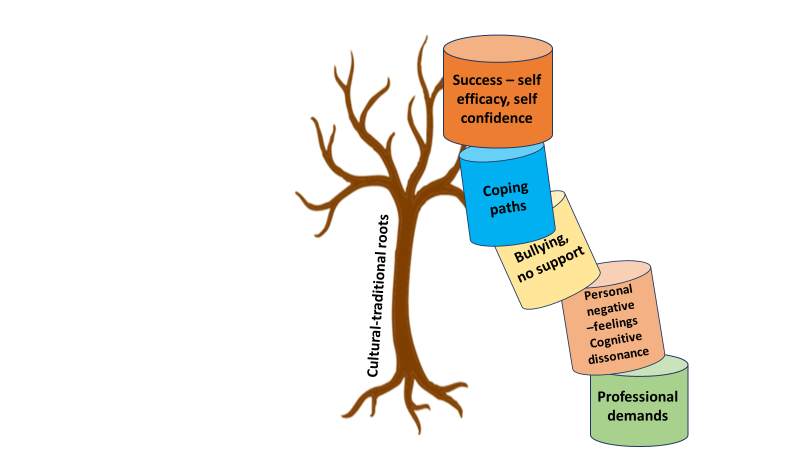 Success – self
efficacy, self
confidence
Coping
paths
Bullying,
no support
Personal
negative
–feelings
Cognitive
dissonance
Professional
demands
Cultural-traditional roots